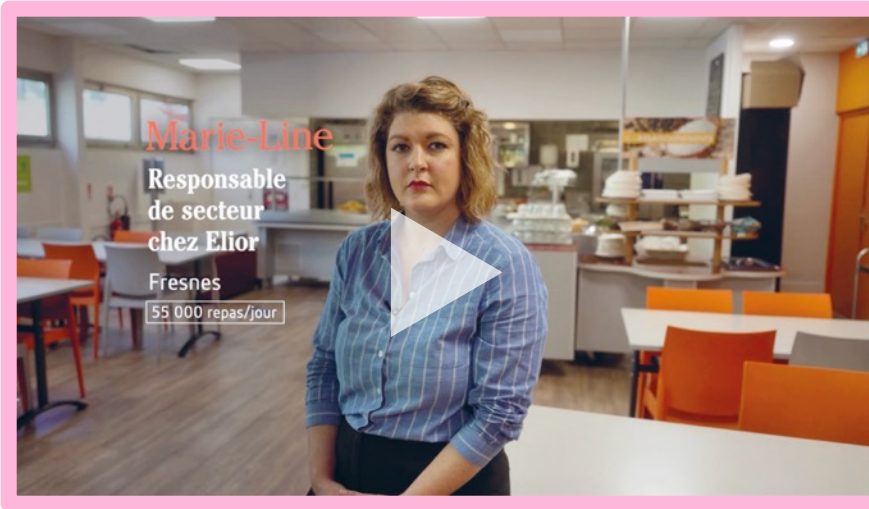 Marie-Line
Responsable
de secteur
chez Elior
Fresnes
55 000 repas/jour